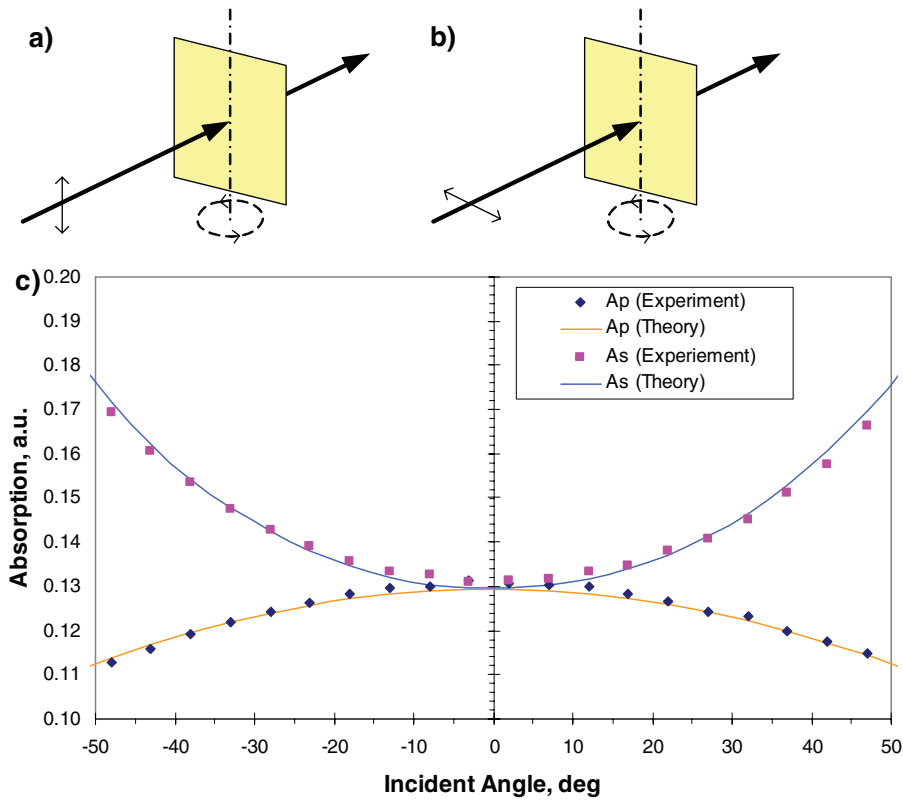 a)
b)
c)
0.20
0.19
0.18
0.17
0.16
0.15
0.14
0.13
0.12
0.11
0.10
Absorption, a.u.
Ap (Experiment)
Ap (Theory)
As (Experiement)
As (Theory)
-50 -40 -30 -20 -10 0 10 20 30 40 50
Incident Angle, deg